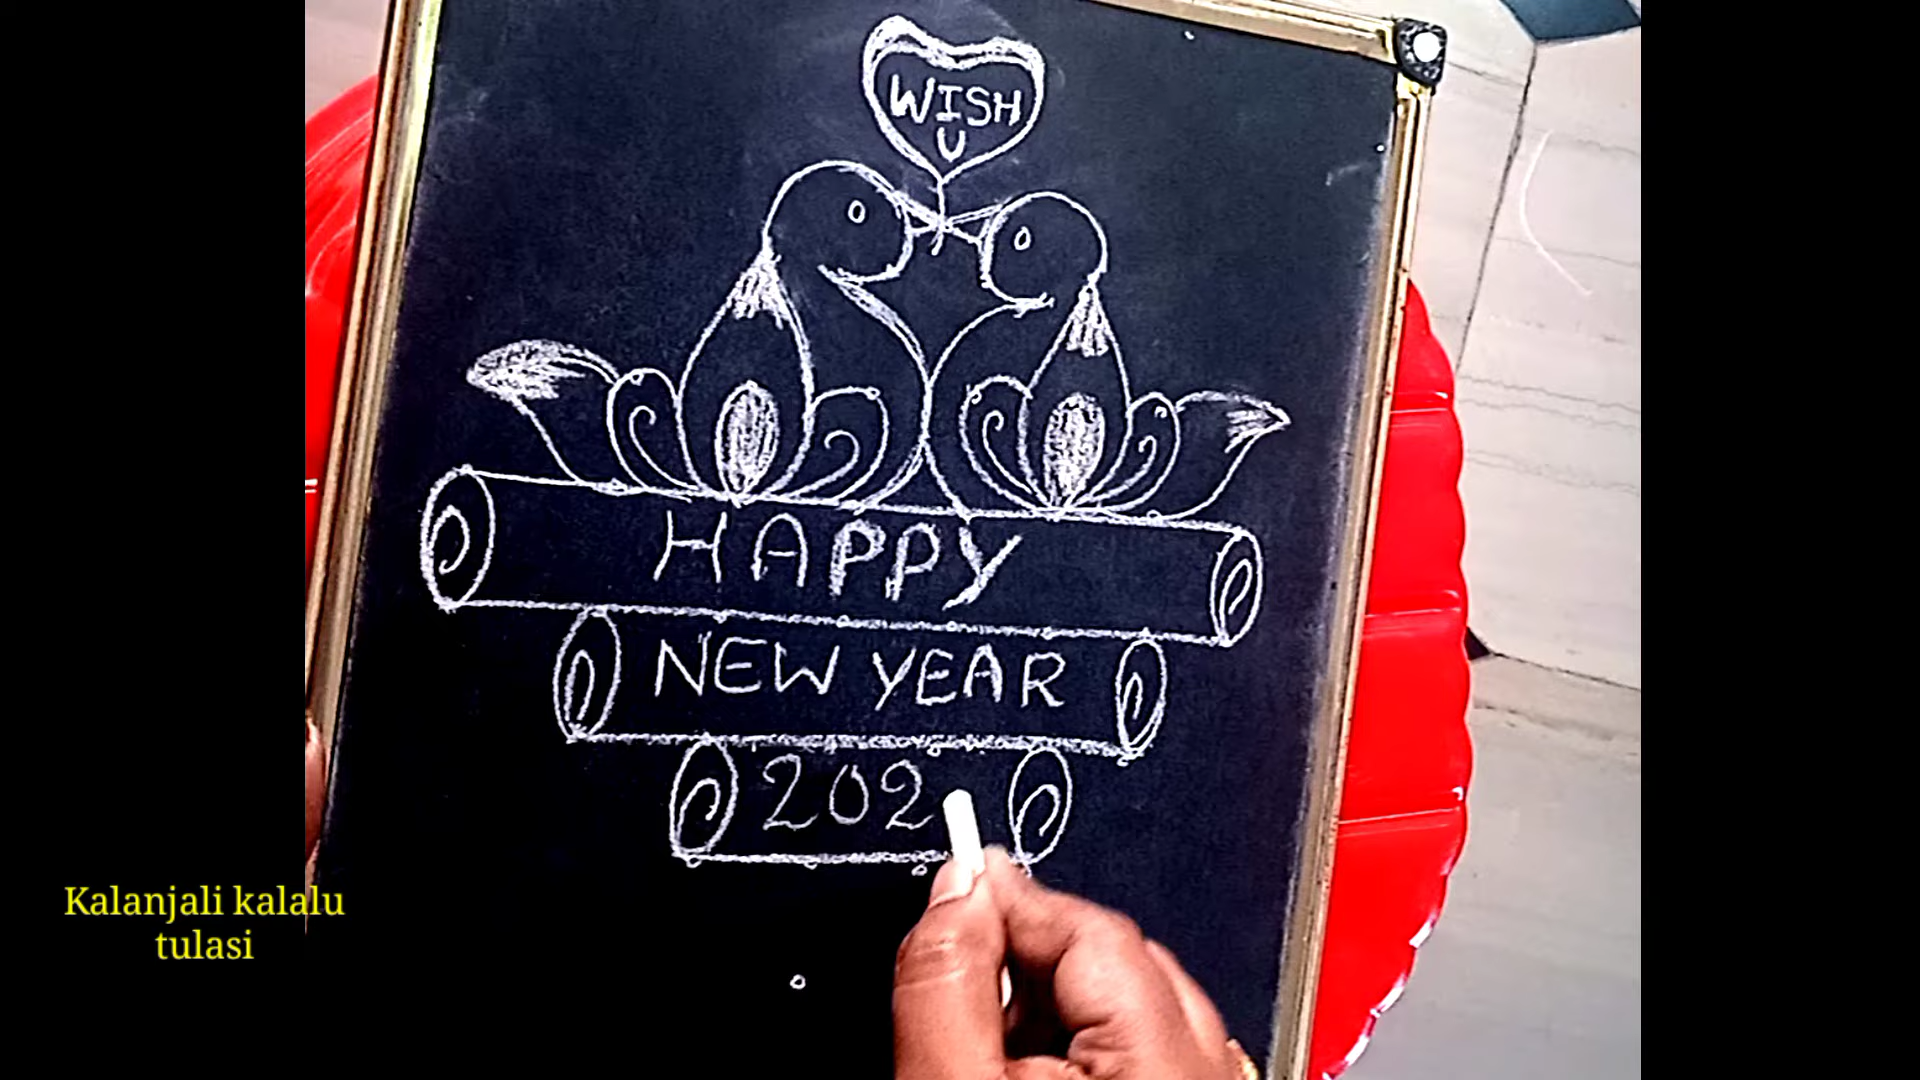 WISH
U
HAPPY
NEW YEAR
202
Kalanjali kalalu
tulasi